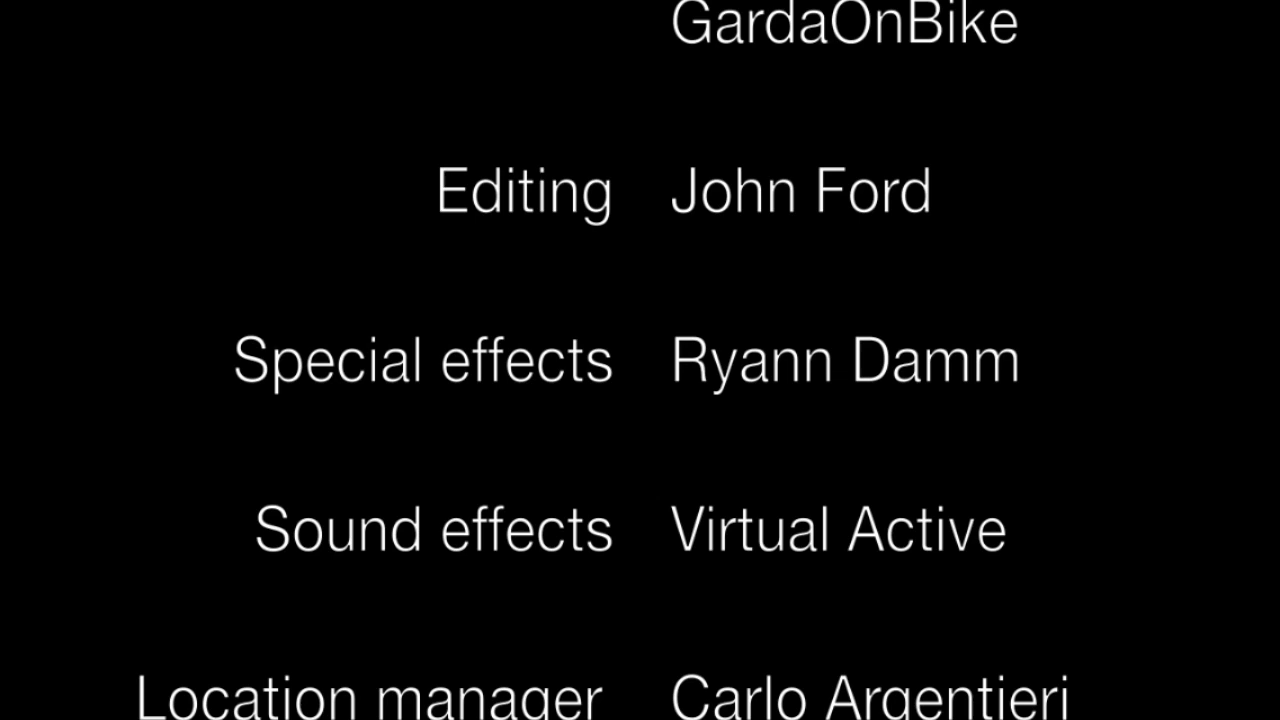 GardaOnBike
Editing John Ford
Special effects Ryann Damm
Sound effects Virtual Active
Location manager Carlo Argentieri